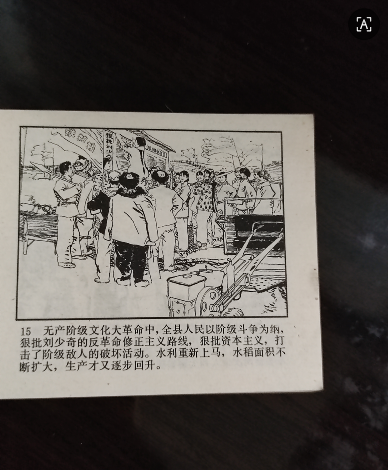 15 无产阶级文化大革命中，全县人民以阶级斗争为纲，
狠批刘少奇的反革命修正主义路线，狠批资本主义，打
击了阶级敌人的破坏活动。水利重新上马，水稻面积不
断扩大，生产才又逐步回升。